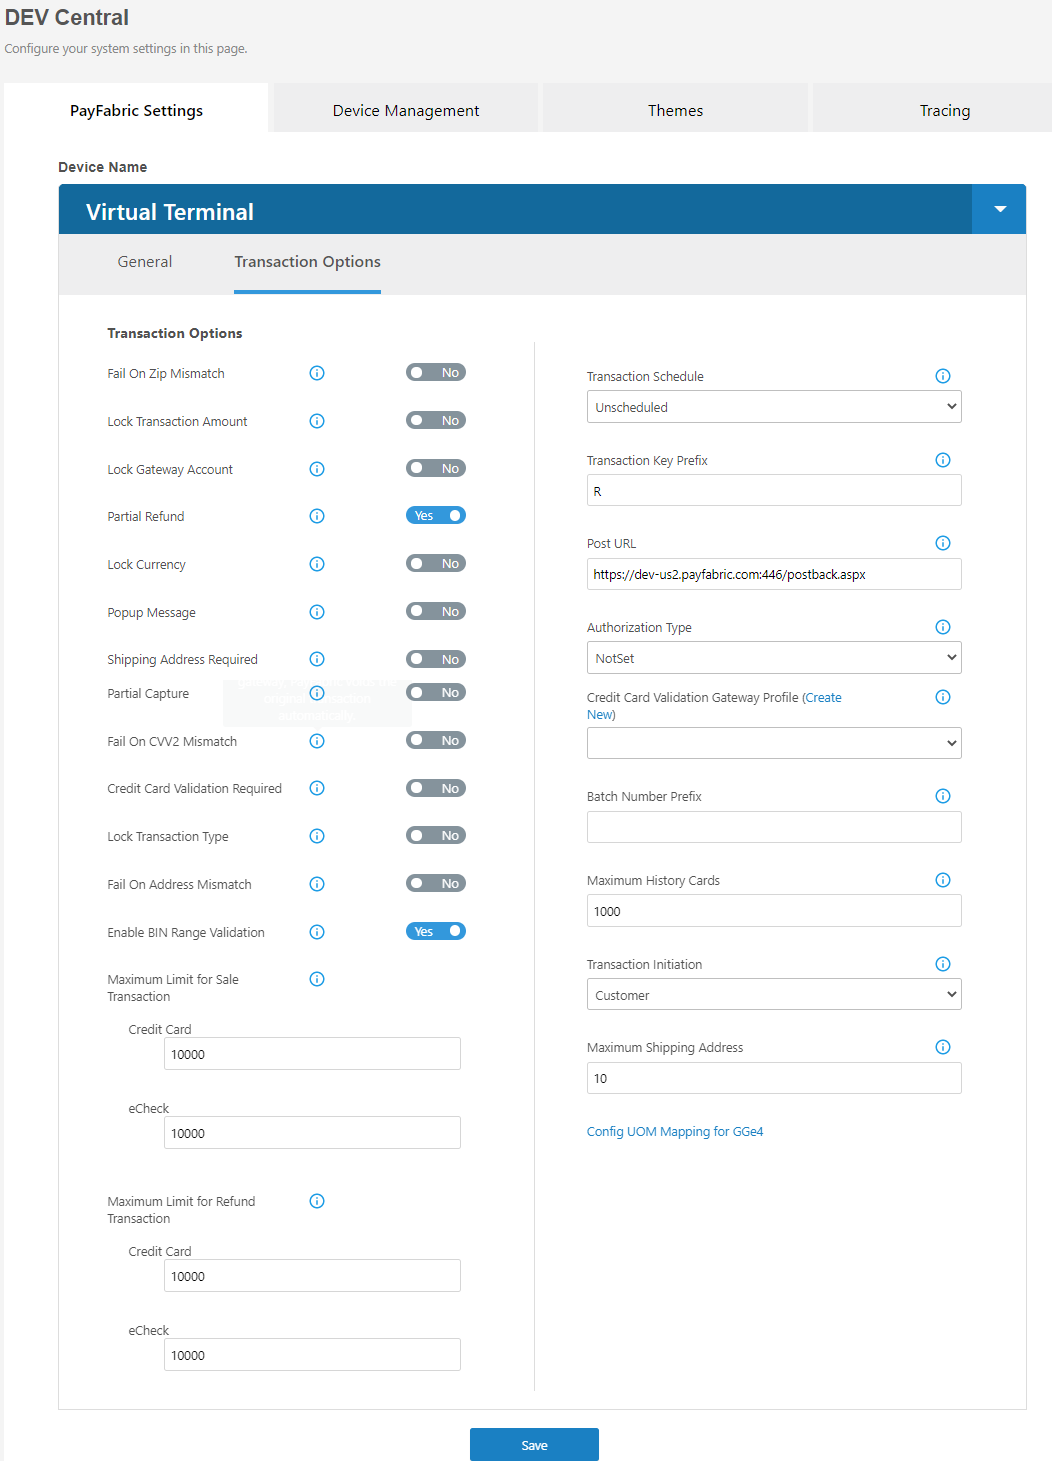 DEV Central
Configure your system settings in this page.
PayFabric Settings
Device Management
Themes
Tracing
Device Name
Virtual Terminal
General
Transaction Options
Transaction Options
Fail On Zip Mismatch
No
Lock Transaction Amount
No
Lock Gateway Account
No
Partial Refund
Yes
Lock Currency
No
Popup Message
No
Shipping Address Required
No
Partial Capture
No
Fail On CVV2 Mismatch
No
Credit Card Validation Required
No
Lock Transaction Type
No
Fail On Address Mismatch
No
Enable BIN Range Validation
Yes
Maximum Limit for Sale
Transaction
Credit Card
10000
eCheck
10000
Maximum Limit for Refund
Transaction
Credit Card
10000
eCheck
10000
Transaction Schedule
Unscheduled
Transaction Key Prefix
R
Post URL
https://dev-us2.payfabric.com:446/postback.aspx
Authorization Type
NotSet
Credit Card Validation Gateway Profile (Create
New)
Batch Number Prefix
Maximum History Cards
1000
Transaction Initiation
Customer
Maximum Shipping Address
10
Config UOM Mapping for GGe4
Save